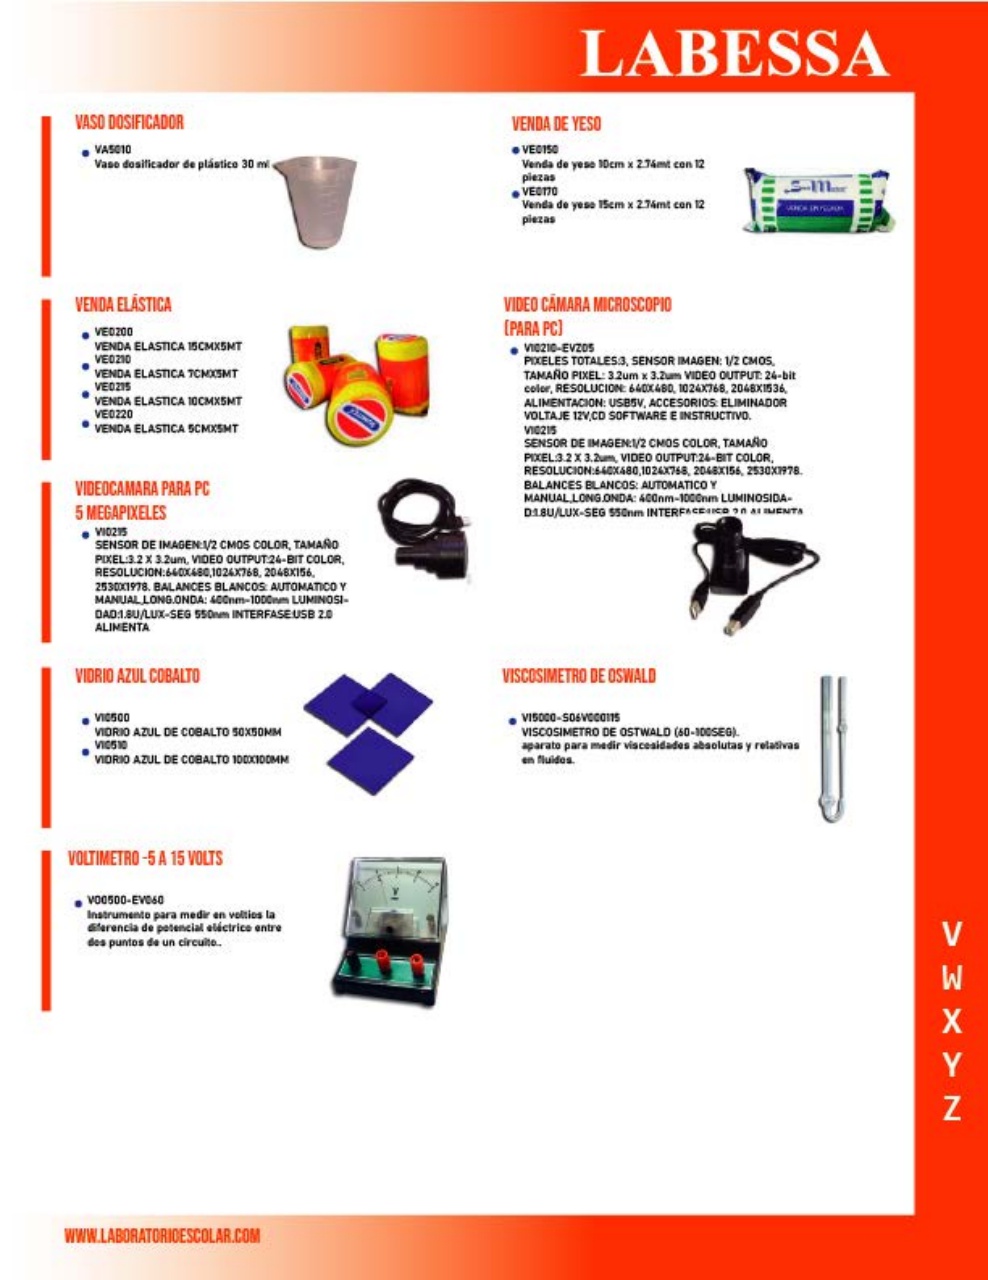 LABESSA
VASO DOSIFICADOR
VA5010
Vaso dosificador de plástico 30 ml
VENDA DE YESO
VE0150
Venda de yeso 10cm x 2.74mt con 12
piezas
VE0170
Venda de yeso 15cm x 2.74mt con 12
piezas
VENDA ELÁSTICA
VE0200
VENDA ELASTICA 15CMX5MT
VE0210
VENDA ELASTICA 7CMX5MT
VE0215
VENDA ELASTICA 10CMX5MT
VE0220
VENDA ELASTICA 5CMX5MT
VIDEO CÁMARA MICROSCOPIO
(PARA PC)
VI0210-EVZ05
PIXELES TOTALES:3, SENSOR IMAGEN: 1/2 CMOS,
TAMAÑO PIXEL: 3.2um x 3.2um VIDEO OUTPUT: 24-bit
color, RESOLUCION: 640X480, 1024X768, 2048X1536,
ALIMENTACION: USB5V, ACCESORIOS: ELIMINADOR
VOLTAJE 12V,CD SOFTWARE E INSTRUCTIVO.
VI0215
SENSOR DE IMAGEN:1/2 CMOS COLOR, TAMAÑO
PIXEL:3.2 X 3.2um, VIDEO OUTPUT:24-BIT COLOR,
RESOLUCION:640X480,1024X768, 2048X156, 2530X1978.
BALANCES BLANCOS: AUTOMATICO Y
MANUAL,LONG.ONDA: 400nm-1000nm LUMINOSIDA-
D:1.8U/LUX-SEG 550nm INTERFASE:USB 2.0 ALIMENTA
VIDEOCAMARA PARA PC
5 MEGAPIXELES
VI0215
SENSOR DE IMAGEN:1/2 CMOS COLOR, TAMAÑO
PIXEL:3.2 X 3.2um, VIDEO OUTPUT:24-BIT COLOR,
RESOLUCION:640X480,1024X768, 2048X156,
2530X1978. BALANCES BLANCOS: AUTOMATICO Y
MANUAL,LONG.ONDA: 400nm-1000nm LUMINOSI-
DAD:1.8U/LUX-SEG 550nm INTERFASE:USB 2.0
ALIMENTA
VIDRIO AZUL COBALTO
VI0500
VIDRIO AZUL DE COBALTO 50X50MM
VI0510
VIDRIO AZUL DE COBALTO 100X100MM
VISCOSIMETRO DE OSWALD
VI5000-S06V000115
VISCOSIMETRO DE OSTWALD (60-100SEG).
aparato para medir viscosidades absolutas y relativas
en fluidos.
VOLTIMETRO -5 A 15 VOLTS
VO0500-EV060
Instrumento para medir en voltios la
diferencia de potencial eléctrico entre
dos puntos de un circuito..
V
V
W
X
Y
Z
WWW.LABORATORIOESCOLAR.COM